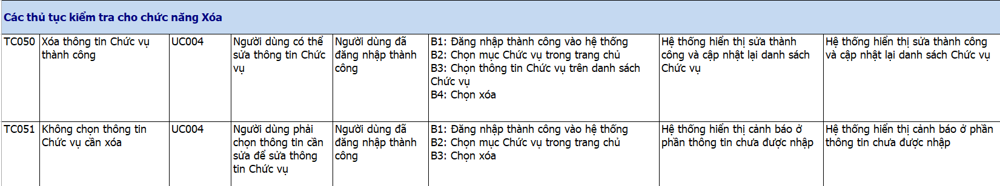 Các thủ tục kiểm tra cho chức năng Xóa
TC050
Xóa thông tin Chức vụ
thành công
UC004
Người dùng có thể
sửa thông tin Chức
vụ
Người dùng đã
đăng nhập thành
công
B1: Đăng nhập thành công vào hệ thống
B2: Chọn mục Chức vụ trong trang chủ
B3: Chọn thông tin Chức vụ trên danh sách
Chức vụ
B4: Chọn xóa
Hệ thống hiển thị sửa thành
công và cập nhật lại danh sách
Chức vụ
Hệ thống hiển thị sửa thành công
và cập nhật lại danh sách Chức vụ
TC051
Không chọn thông tin
Chức vụ cần xóa
UC004
Người dùng phải
chọn thông tin cần
sửa để sửa thông
tin Chức vụ
Người dùng đã
đăng nhập thành
công
B1: Đăng nhập thành công vào hệ thống
B2: Chọn mục Chức vụ trong trang chủ
B3: Chọn xóa
Hệ thống hiển thị cảnh báo ở
phần thông tin chưa được nhập
Hệ thống hiển thị cảnh báo ở phần
thông tin chưa được nhập